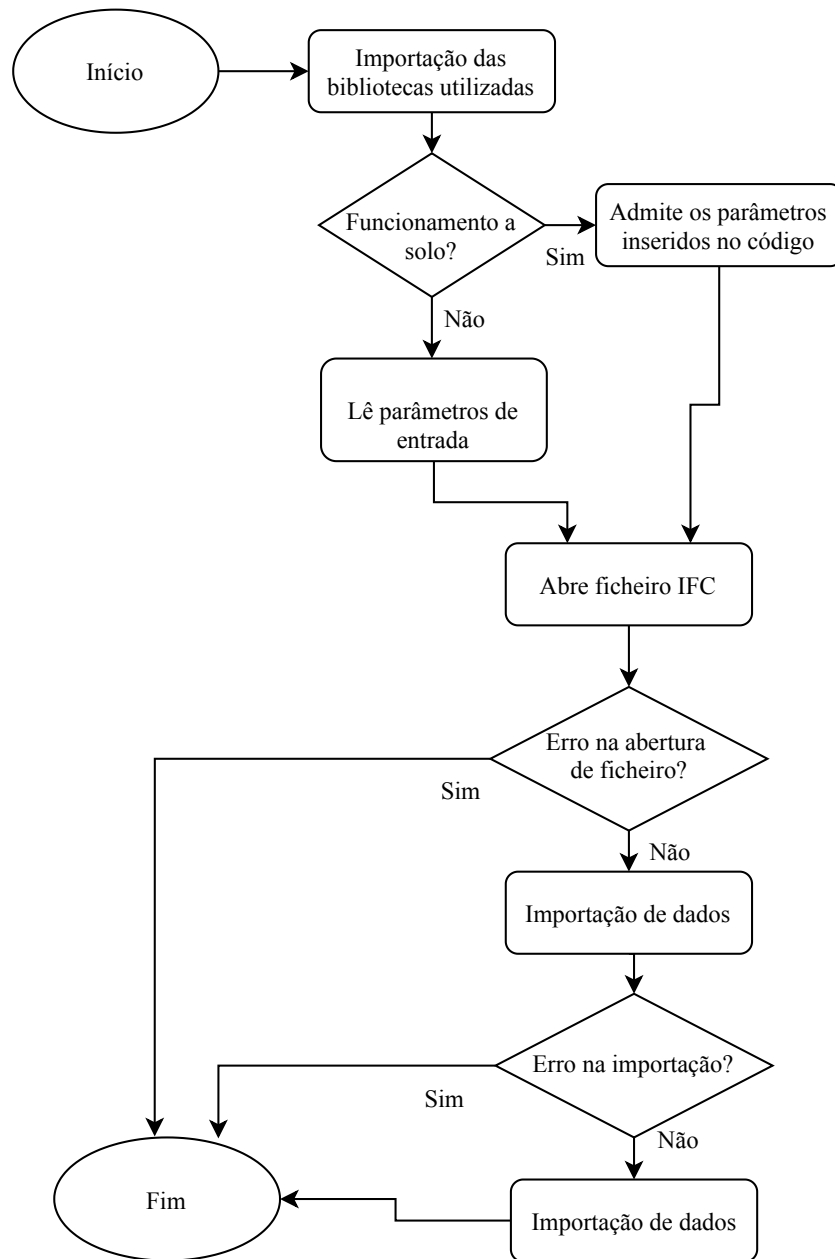 Início
Importação das
bibliotecas utilizadas
Funcionamento a
solo?
Sim
Admite os parâmetros
inseridos no código
Não
Lê parâmetros de
entrada
Abre ficheiro IFC
Erro na abertura
de ficheiro?
Sim
Não
Importação de dados
Erro na importação?
Sim
Não
Fim
Importação de dados